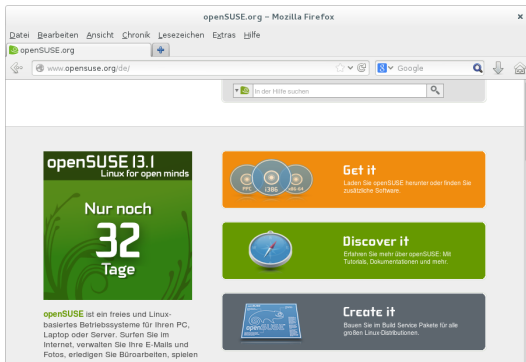 openSUSE.org – Mozilla Firefox
Datei Bearbeiten Ansicht Chronik Lesezeichen Extras Hilfe
openSUSE.org
www.opensuse.org/de/
Google
In der Hilfe suchen
openSUSE 13.1
Linux for open minds
Nur noch
32
Tage
PPC
i386
x86-64
Get it
Laden Sie openSUSE herunter oder finden Sie
zusätzliche Software.
Discover it
Erfahren Sie mehr über openSUSE: Mit
Tutorials, Dokumentationen und mehr.
openSUSE
Create it
Bauen Sie im Build Service Pakete für alle
großen Linux-Distributionen.
openSUSE ist ein freies und Linux-
basiertes Betriebssysteme für Ihren PC,
Laptop oder Server. Surfen Sie im
Internet, verwalten Sie Ihre E-Mails und
Fotos, erledigen Sie Büroarbeiten, spielen